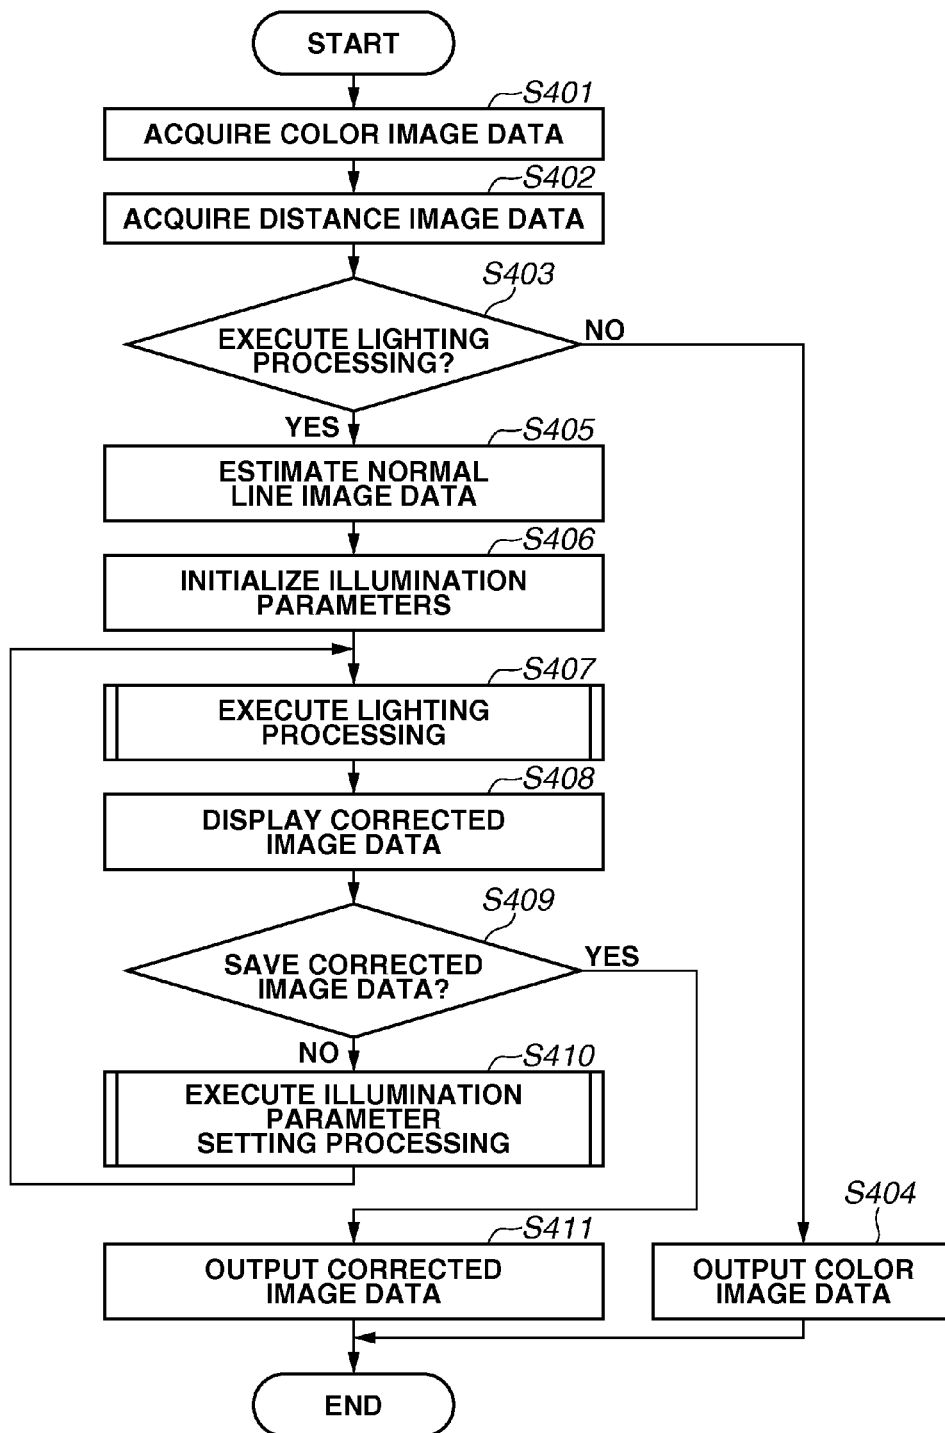 START
S401
ACQUIRE COLOR IMAGE DATA
S402
ACQUIRE DISTANCE IMAGE DATA
S403
EXECUTE LIGHTING
PROCESSING?
NO
YES
S405
ESTIMATE NORMAL
LINE IMAGE DATA
S406
INITIALIZE ILLUMINATION
PARAMETERS
S407
EXECUTE LIGHTING
PROCESSING
S408
DISPLAY CORRECTED
IMAGE DATA
S409
SAVE CORRECTED
IMAGE DATA?
YES
NO
S410
EXECUTE ILLUMINATION
PARAMETER
SETTING PROCESSING
S411
OUTPUT CORRECTED
IMAGE DATA
S404
OUTPUT COLOR
IMAGE DATA
END